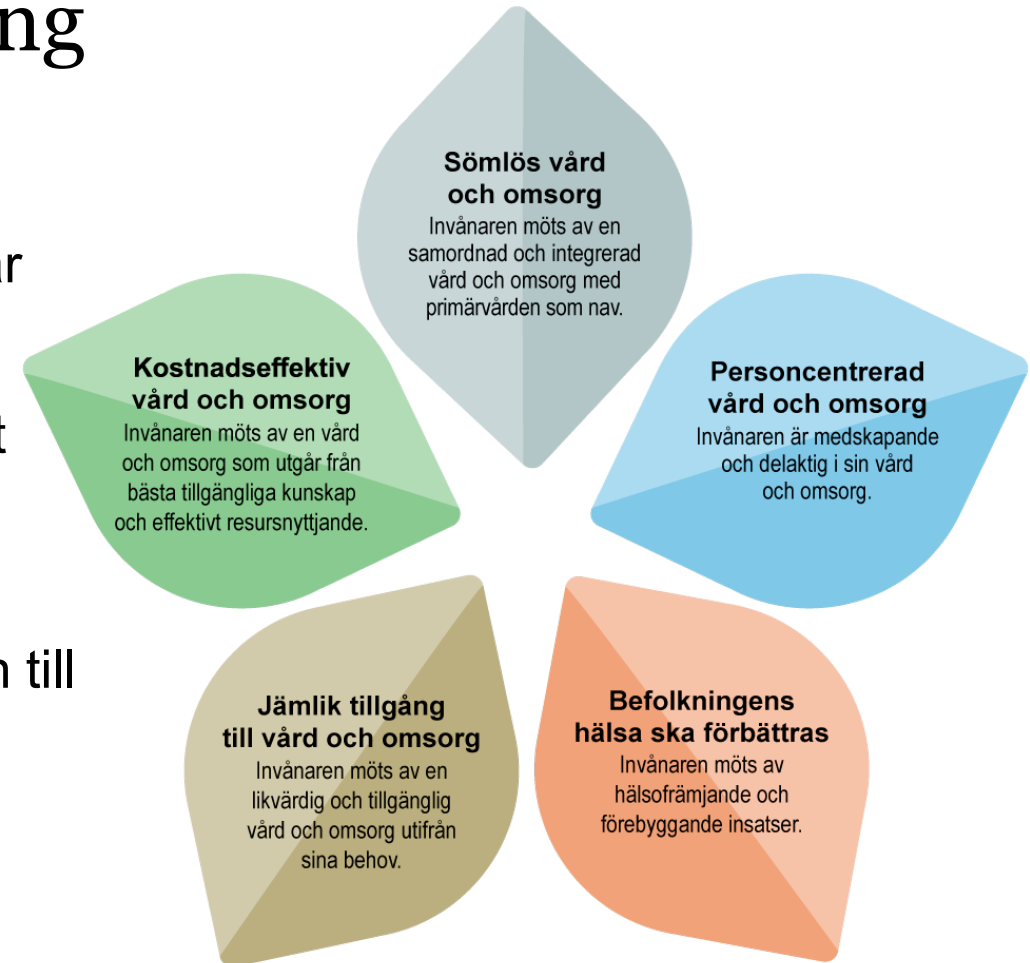 ng
är
t
n till
Sömlös vård
och omsorg
Invånaren möts av en
samordnad och integrerad
vård och omsorg med
primärvården som nav.
Kostnadseffektiv
vård och omsorg
Invånaren möts av en vård
och omsorg som utgår från
bästa tillgängliga kunskap
och effektivt resursnyttjande.
Personcentrerad
vård och omsorg
Invånaren är medskapande
och delaktig i sin vård
och omsorg.
Jämlik tillgång
till vård och omsorg
Invånaren möts av en
likvärdig och tillgänglig
vård och omsorg utifrån
sina behov.
Befolkningens
hälsa ska förbättras
Invånaren möts av
hälsofrämjande och
förebyggande insatser.